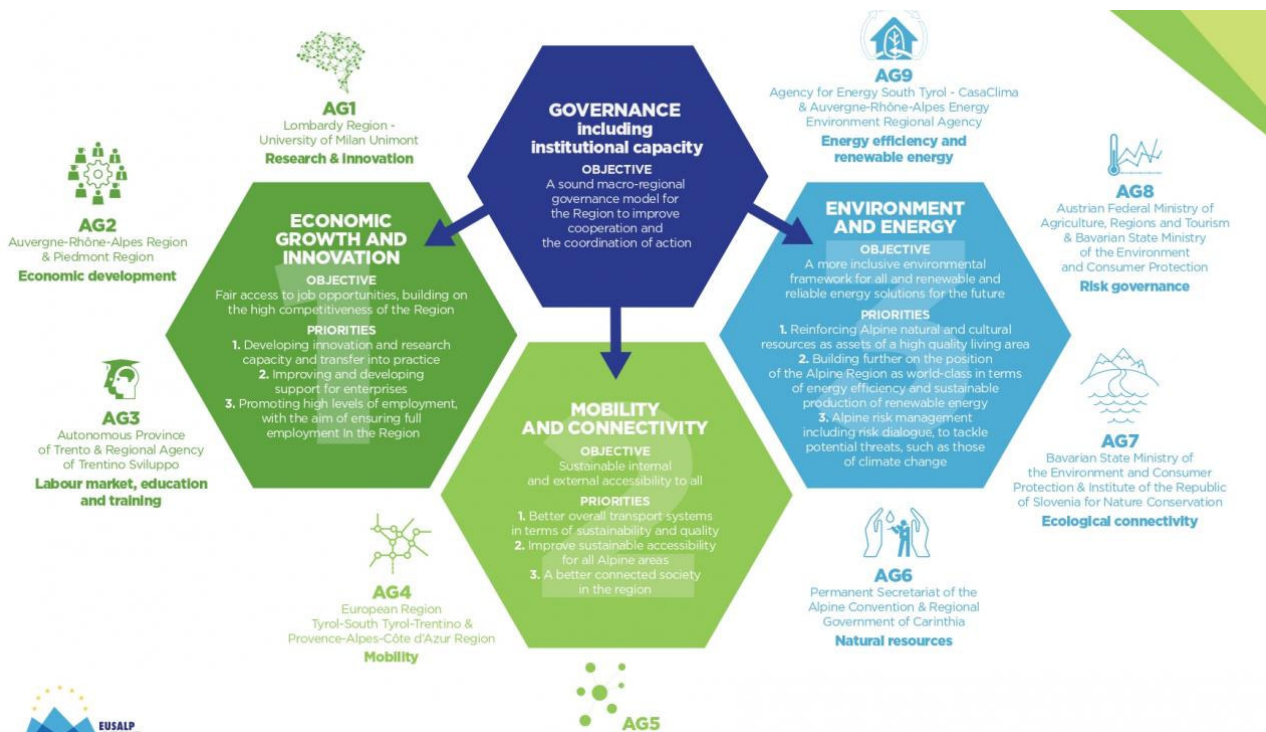 AG1
Lombardy Region -
University of Milan Unimont
Research & Innovation
AG2
Auvergne-Rhône-Alpes Region
& Piedmont Region
Economic development
AG3
Autonomous Province
of Trento & Regional Agency
of Trentino Sviluppo
Labour market, education
and training
GOVERNANCE
including
institutional capacity
OBJECTIVE
A sound macro-regional
governance model for
the Region to improve
cooperation and
the coordination of action
1
ECONOMIC
GROWTH AND
INNOVATION
OBJECTIVE
Fair access to job opportunities, building on
the high competitiveness of the Region
PRIORITIES
1. Developing innovation and research
capacity and transfer into practice
2. Improving and developing
support for enterprises
3. Promoting high levels of employment,
with the aim of ensuring full
employment In the Region
2
MOBILITY
AND CONNECTIVITY
OBJECTIVE
Sustainable internal
and external accessibility to all
PRIORITIES
1. Better overall transport systems
in terms of sustainability and quality
2. Improve sustainable accessibility
for all Alpine areas
3. A better connected society
in the region
ENVIRONMENT
AND ENERGY
OBJECTIVE
A more inclusive environmental
framework for all and renewable and
reliable energy solutions for the future
PRIORITIES
1. Reinforcing Alpine natural and cultural
resources as assets of a high quality living area
2. Building further on the position
of the Alpine Region as world-class in terms
of energy efficiency and sustainable
production of renewable energy
3. Alpine risk management
including risk dialogue, to tackle
potential threats, such as those
of climate change
AG9
Agency for Energy South Tyrol - CasaClima
& Auvergne-Rhône-Alpes Energy
Environment Regional Agency
Energy efficiency and
renewable energy
AG8
Austrian Federal Ministry of
Agriculture, Regions and Tourism
& Bavarian State Ministry
of the Environment
and Consumer Protection
Risk governance
AG7
Bavarian State Ministry of
the Environment and Consumer
Protection & Institute of the Republic
of Slovenia for Nature Conservation
Ecological connectivity
AG6
Permanent Secretariat of the
Alpine Convention & Regional
Government of Carinthia
Natural resources
AG4
European Region
Tyrol-South Tyrol-Trentino &
Provence-Alpes-Côte d'Azur Region
Mobility
AG5
EUSALP